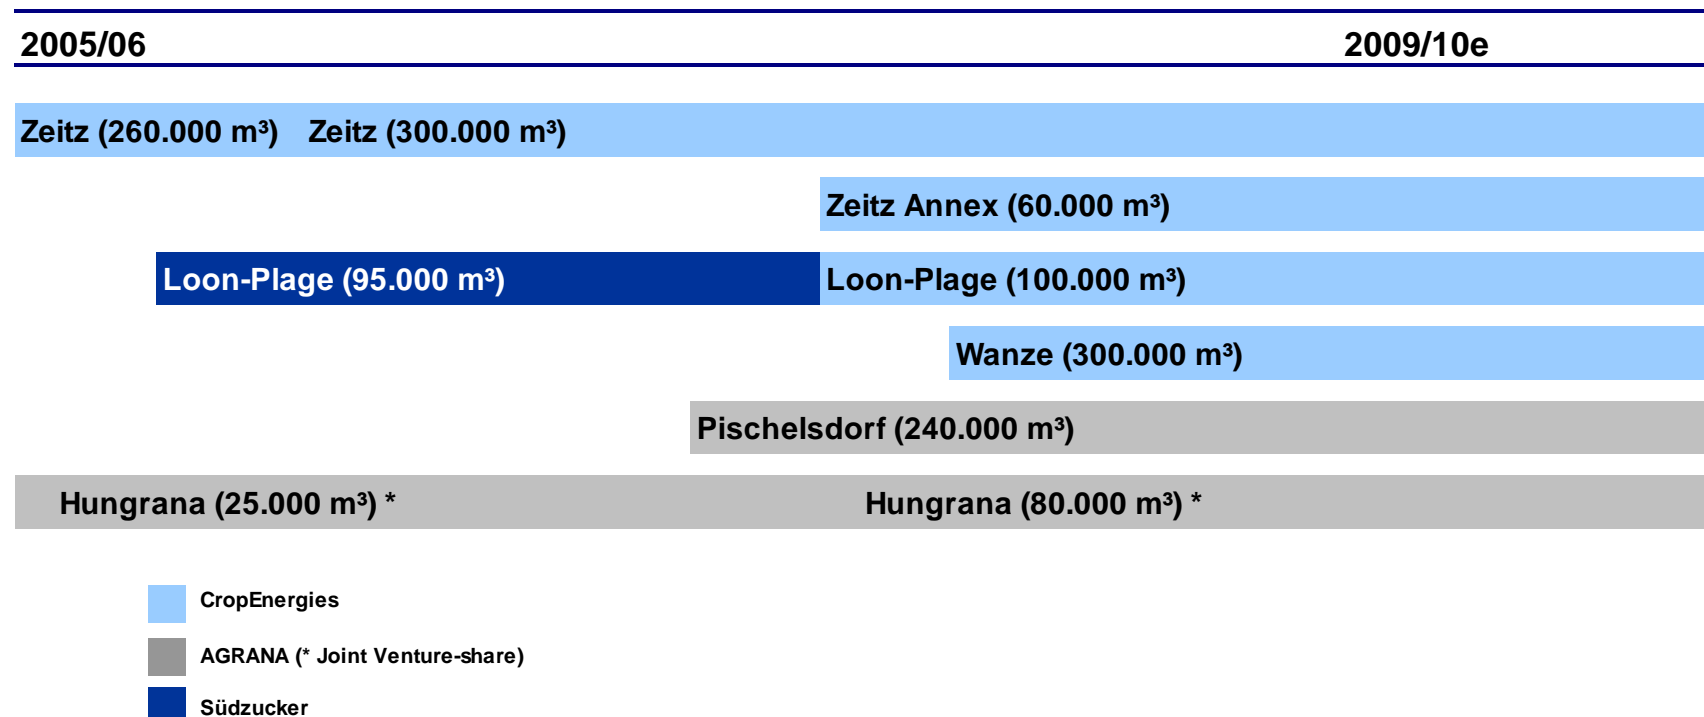 2005/06 2009/10e
Zeitz (260.000 m³) Zeitz (300.000 m³)
Zeitz Annex (60.000 m³)
Loon-Plage (95.000 m³) Loon-Plage (100.000 m³)
Wanze (300.000 m³)
Pischelsdorf (240.000 m³)
Hungrana (25.000 m³) * Hungrana (80.000 m³) *
CropEnergies
AGRANA (* Joint Venture-share)
Südzucker